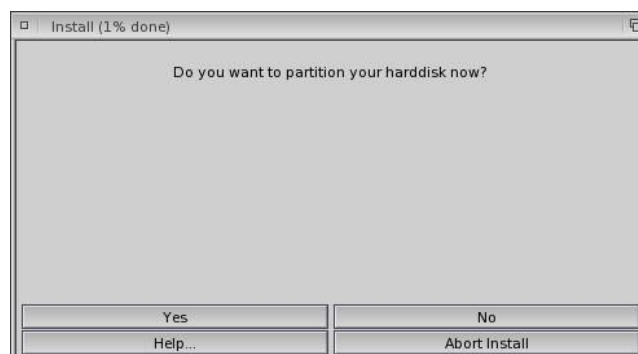 Install (1% done)
Do you want to partition your harddisk now?
Yes
No
Help...
Abort Install